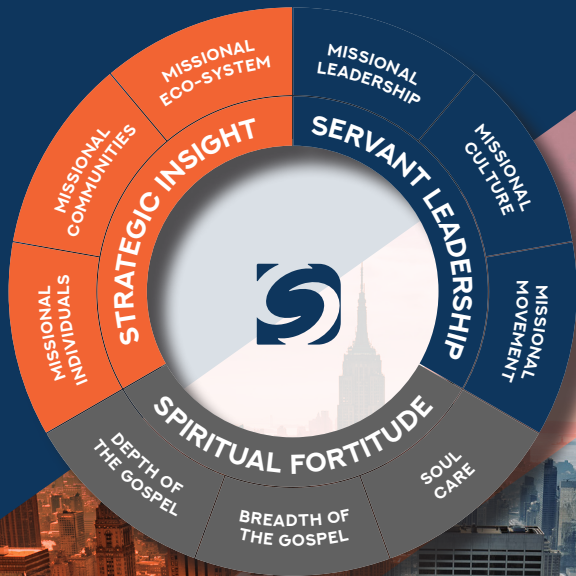 MISSIONAL
ECO-SYSTEM
MISSIONAL
LEADERSHIP
MISSIONAL
COMMUNITIES
STRATEGIC INSIGHT
SERVANT LEADERSHIP
MISSIONAL
CULTURE
MISSIONAL
INDIVIDUALS
MISSIONAL
MOVEMENT
SPIRITUAL FORTITUDE
DEPTH OF
THE GOSPEL
BREADTH OF
THE GOSPEL
SOUL
CARE